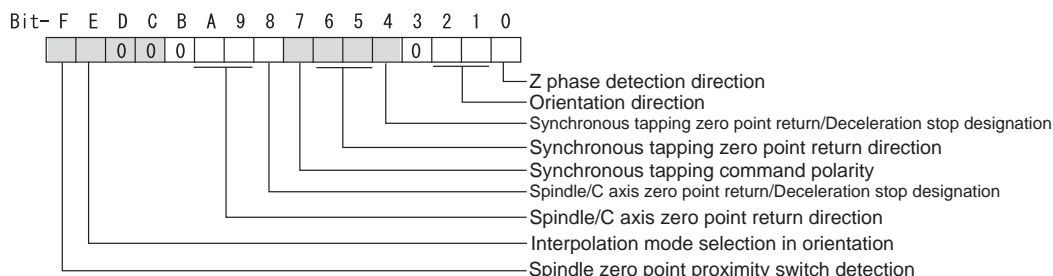 Bit- F E D C B A 9 8 7 6 5 4 3 2 1 0
0 0 0 0
Z phase detection direction
Orientation direction
Synchronous tapping zero point return/Deceleration stop designation
Synchronous tapping zero point return direction
Synchronous tapping command polarity
Spindle/C axis zero point return/Deceleration stop designation
Spindle/C axis zero point return direction
Interpolation mode selection in orientation
Spindle zero point proximity switch detection